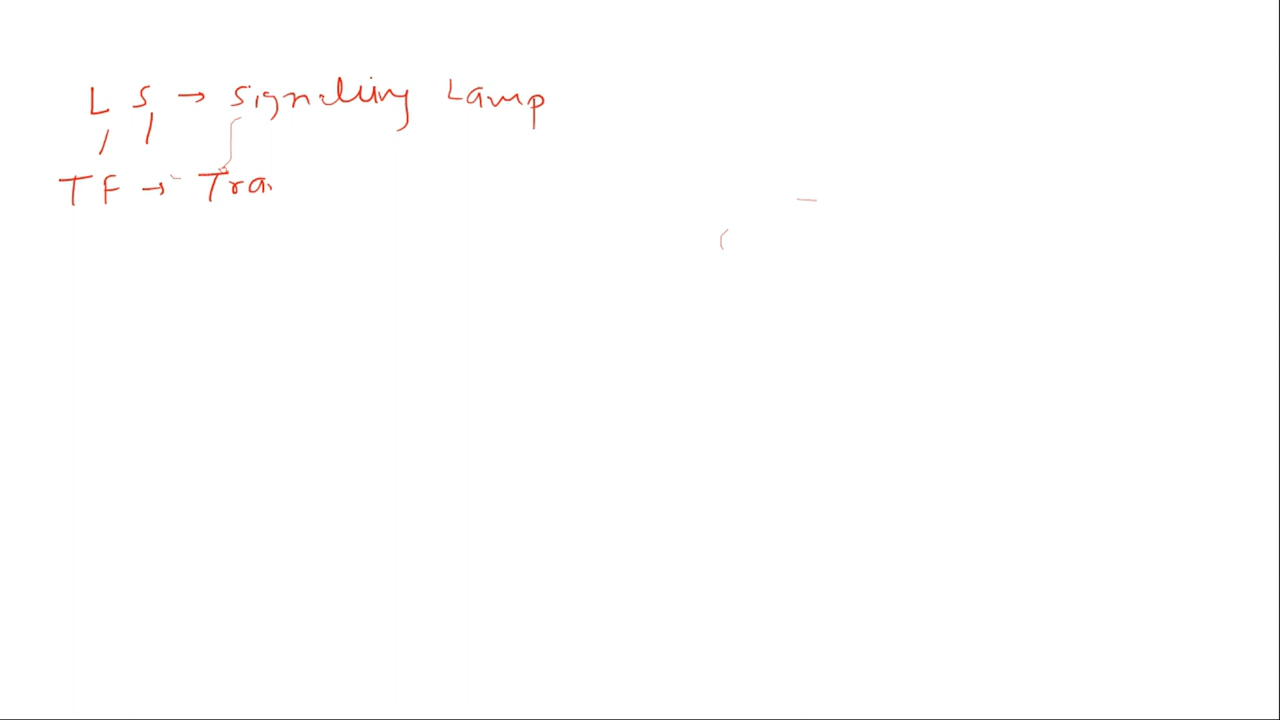 L S → Signaling Lamp
TF → Tra